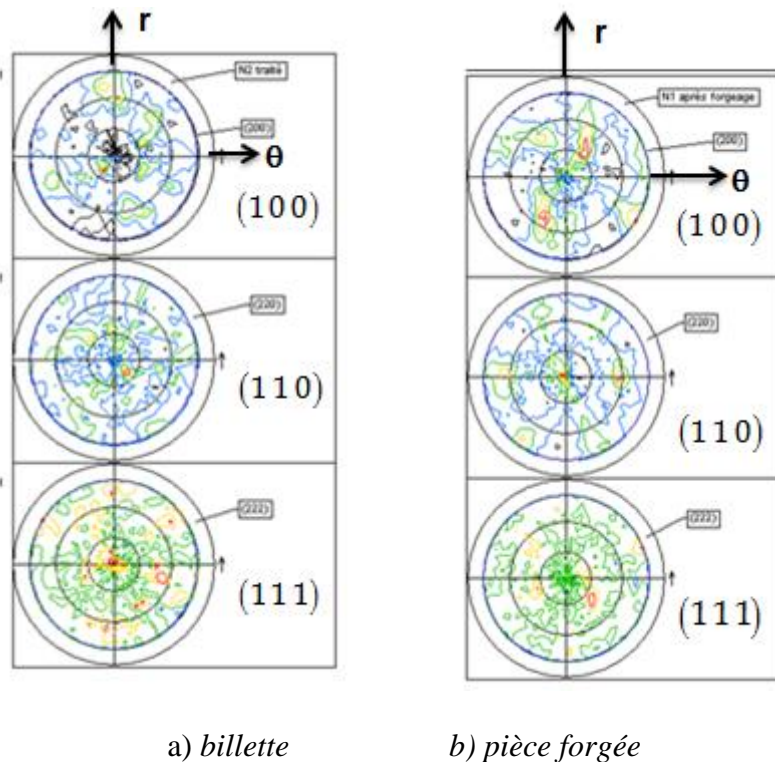 r
N2 traité
(200)
θ
(100)
(220)
(110)
(222)
(111)
a) billette
r
N1 après forgeage
(200)
θ
(100)
(220)
(110)
(222)
(111)
b) pièce forgée